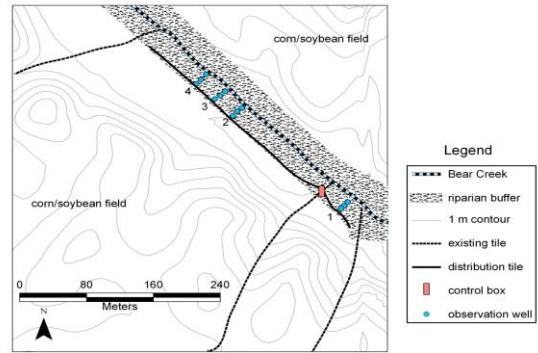 corn/soybean field
4
3
2
1
corn/soybean field
0 80 160 240
Meters
N
Legend
Bear Creek
riparian buffer
1 m contour
existing tile
distribution tile
control box
observation well